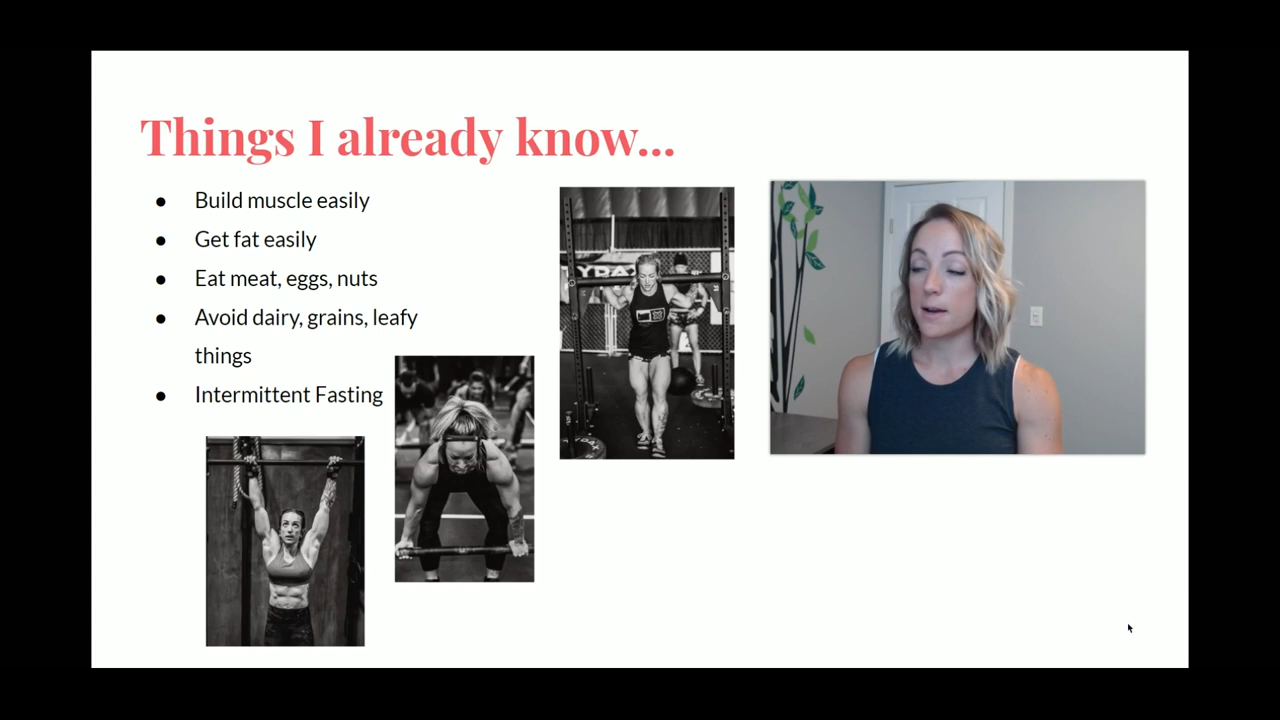 Things I already know...
● Build muscle easily
● Get fat easily
● Eat meat, eggs, nuts
● Avoid dairy, grains, leafy
things
● Intermittent Fasting